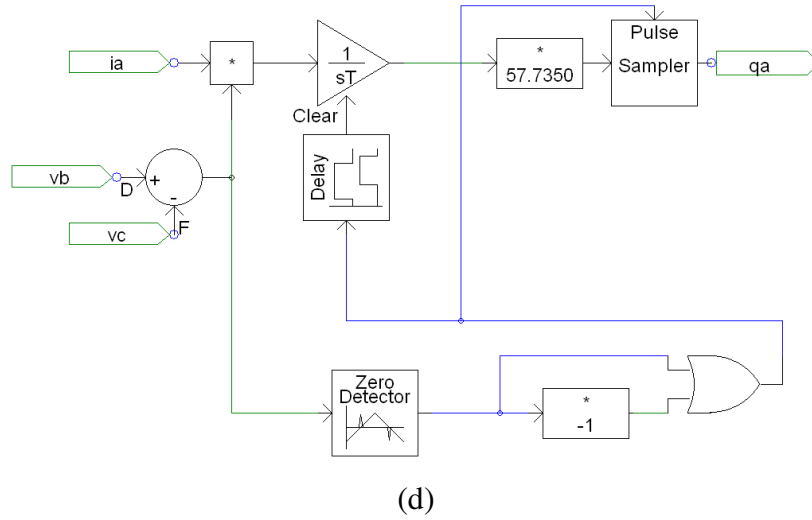 ia
*
1
sT
Clear
*
57.7350
Pulse
Sampler
qa
vb
D
+
-
vc
F
Delay
Zero
Detector
*
-1
(d)